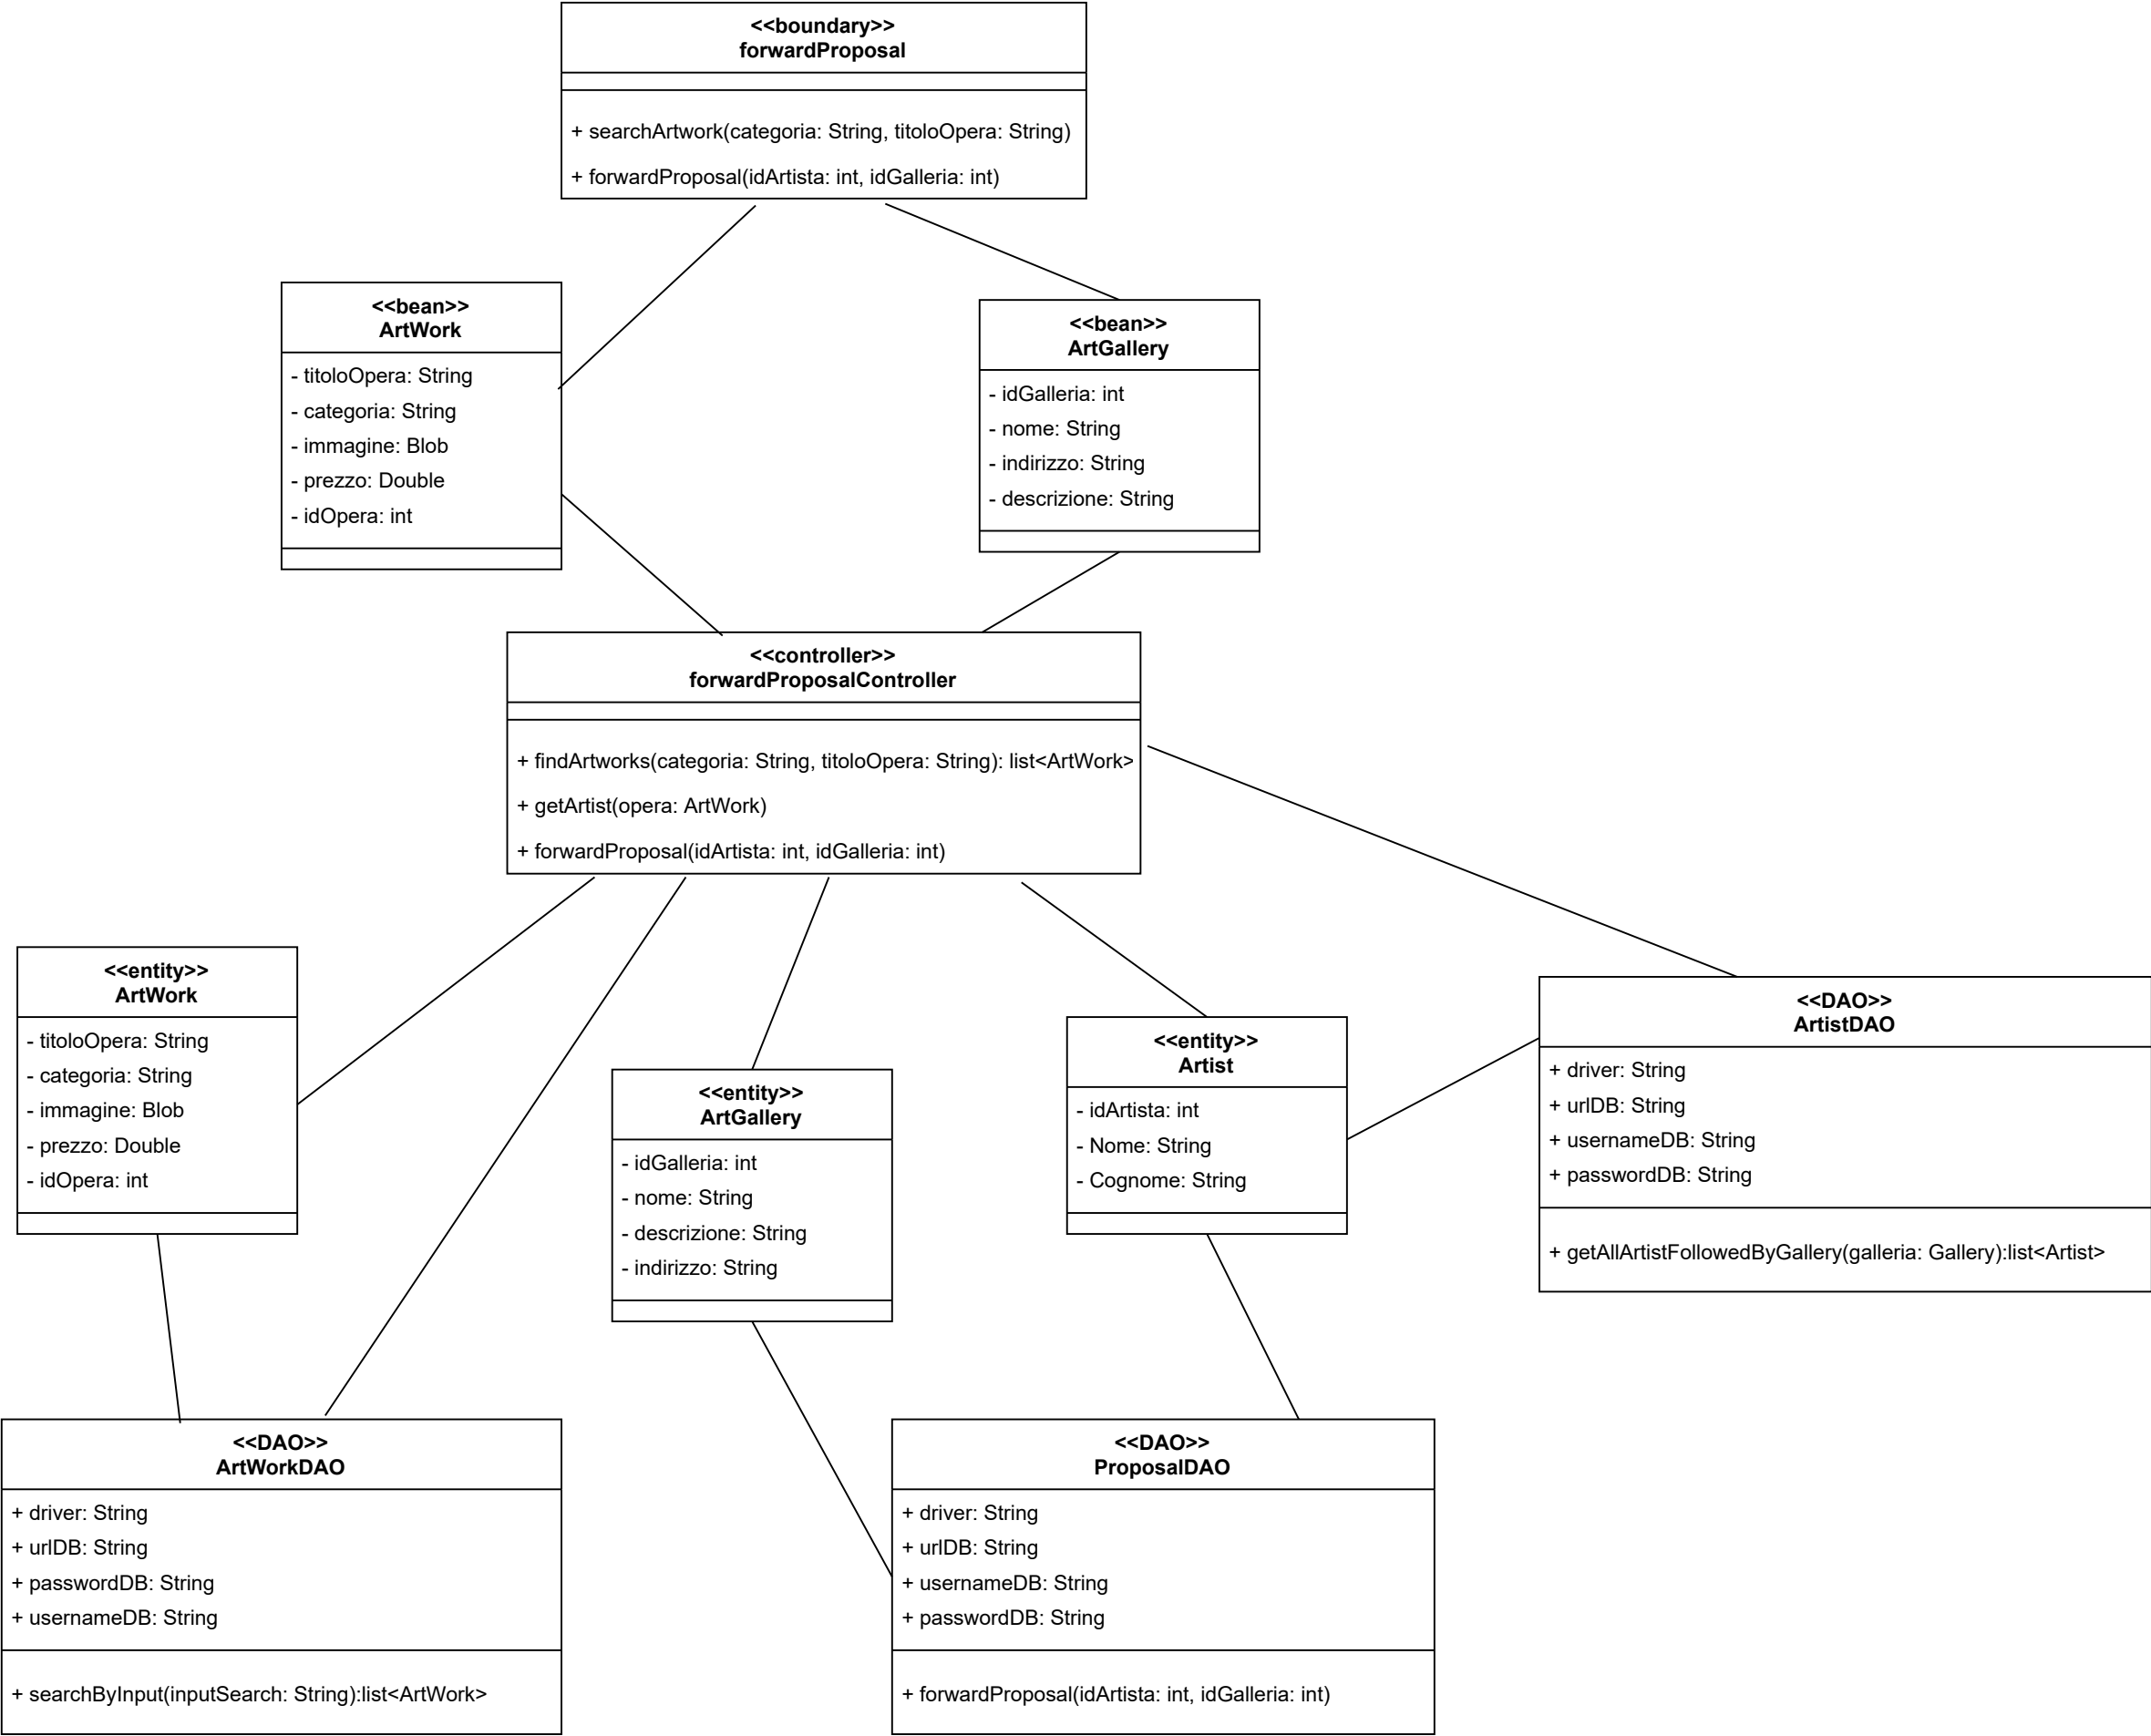 <<boundary>>
forwardProposal
+ searchArtwork(categoria: String, titoloOpera: String)
+ forwardProposal(idArtista: int, idGalleria: int)
<<bean>>
ArtWork
- titoloOpera: String
- categoria: String
- immagine: Blob
- prezzo: Double
- idOpera: int
<<bean>>
ArtGallery
- idGalleria: int
- nome: String
- indirizzo: String
- descrizione: String
<<controller>>
forwardProposalController
+ findArtworks(categoria: String, titoloOpera: String): list<ArtWork>
+ getArtist(opera: ArtWork)
+ forwardProposal(idArtista: int, idGalleria: int)
<<entity>>
ArtWork
- titoloOpera: String
- categoria: String
- immagine: Blob
- prezzo: Double
- idOpera: int
<<entity>>
ArtGallery
- idGalleria: int
- nome: String
- descrizione: String
- indirizzo: String
<<entity>>
Artist
- idArtista: int
- Nome: String
- Cognome: String
<<DAO>>
ArtistDAO
+ driver: String
+ urlDB: String
+ usernameDB: String
+ passwordDB: String
+ getAllArtistFollowedByGallery(galleria: Gallery):list<Artist>
<<DAO>>
ArtWorkDAO
+ driver: String
+ urlDB: String
+ passwordDB: String
+ usernameDB: String
+ searchByInput(inputSearch: String):list<ArtWork>
<<DAO>>
ProposalDAO
+ driver: String
+ urlDB: String
+ usernameDB: String
+ passwordDB: String
+ forwardProposal(idArtista: int, idGalleria: int)